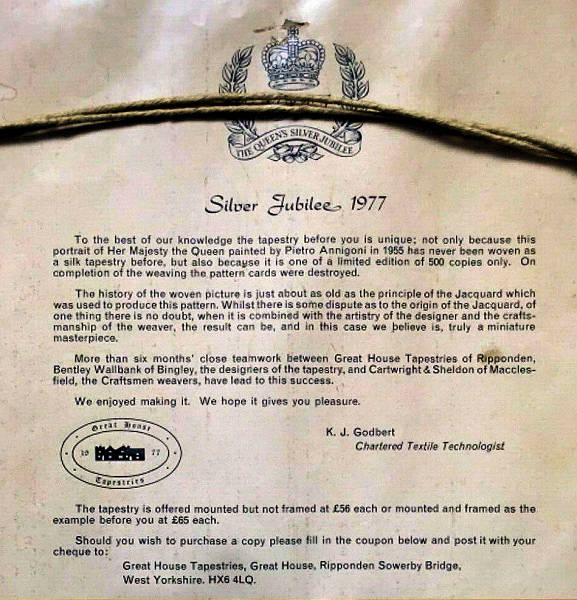 THE QUEEN'S SILVER JUBILEE
Silver Jubilee 1977
To the best of our knowledge the tapestry before you is unique; not only because this
portrait of Her Majesty the Queen painted by Pietro Annigoni in 1955 has never been woven as
a silk tapestry before, but also because it is one of a limited edition of 500 copies only. On
completion of the weaving the pattern cards were destroyed.
The history of the woven picture is just about as old as the principle of the Jacquard which
was used to produce this pattern. Whilst there is some dispute as to the origin of the Jacquard, of
one thing there is no doubt, when it is combined with the artistry of the designer and the crafts-
manship of the weaver, the result can be, and in this case we believe is, truly a miniature
masterpiece.
More than six months' close teamwork between Great House Tapestries of Ripponden,
Bentley Wallbank of Bingley, the designers of the tapestry, and Cartwright & Sheldon of Maccles-
field, the Craftsmen weavers, have lead to this success.
We enjoyed making it. We hope it gives you pleasure.
K. J. Godbert
Chartered Textile Technologist
Great House
19 77
Tapestries
The tapestry is offered mounted but not framed at £56 each or mounted and framed as the
example before you at £65 each.
Should you wish to purchase a copy please fill in the coupon below and post it with your
cheque to:
Great House Tapestries, Great House, Ripponden Sowerby Bridge,
West Yorkshire. HX6 4LQ.